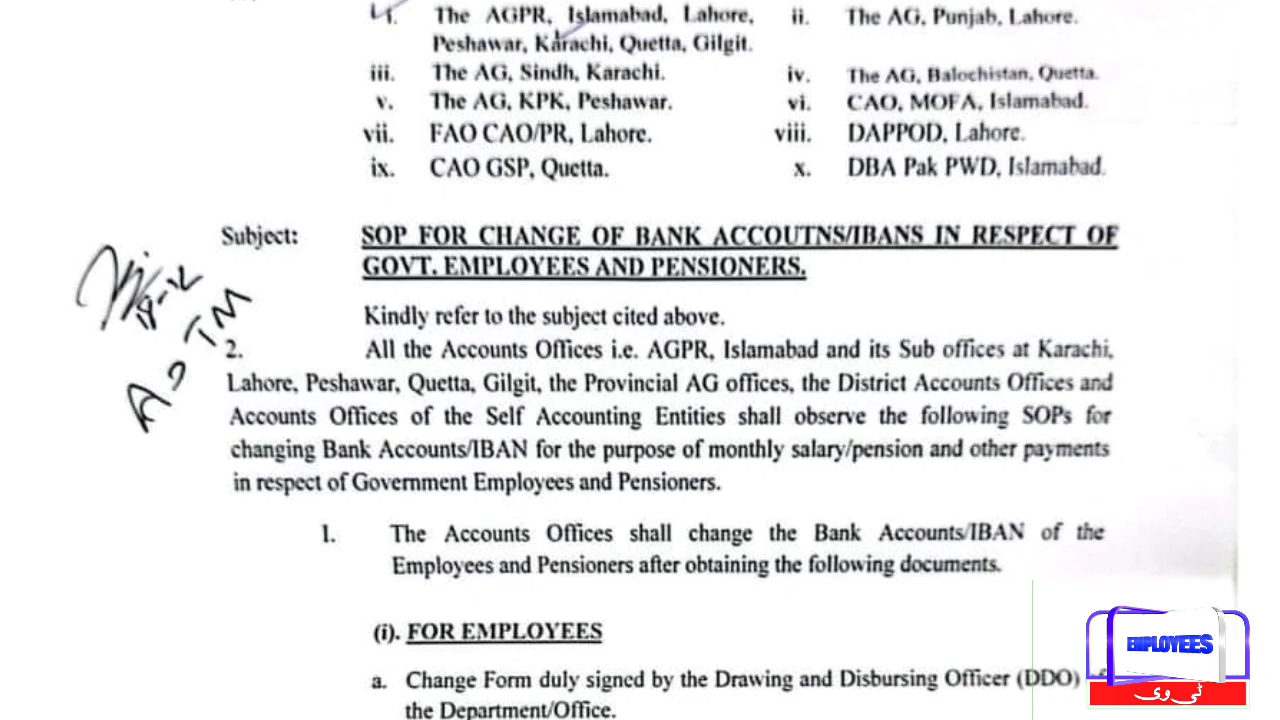 i. The AGPR, Islamabad, Lahore, Peshawar, Karachi, Quetta, Gilgit.
ii. The AG, Punjab, Lahore.
iii. The AG, Sindh, Karachi.
iv. The AG, Balochistan, Quetta.
v. The AG, KPK, Peshawar.
vi. CAO, MOFA, Islamabad.
vii. FAO CAO/PR, Lahore.
viii. DAPPOD, Lahore.
ix. CAO GSP, Quetta.
x. DBA Pak PWD, Islamabad.
Subject: SOP FOR CHANGE OF BANK ACCOUTNS/IBANS IN RESPECT OF
GOVT. EMPLOYEES AND PENSIONERS.
Kindly refer to the subject cited above.
2. All the Accounts Offices i.e. AGPR, Islamabad and its Sub offices at Karachi,
Lahore, Peshawar, Quetta, Gilgit, the Provincial AG offices, the District Accounts Offices and
Accounts Offices of the Self Accounting Entities shall observe the following SOPs for
changing Bank Accounts/IBAN for the purpose of monthly salary/pension and other payments
in respect of Government Employees and Pensioners.
1. The Accounts Offices shall change the Bank Accounts/IBAN of the
Employees and Pensioners after obtaining the following documents.
(i). FOR EMPLOYEES
a. Change Form duly signed by the Drawing and Disbursing Officer (DDO)
the Department/Office.
EMPLOYEES
ٹی وی